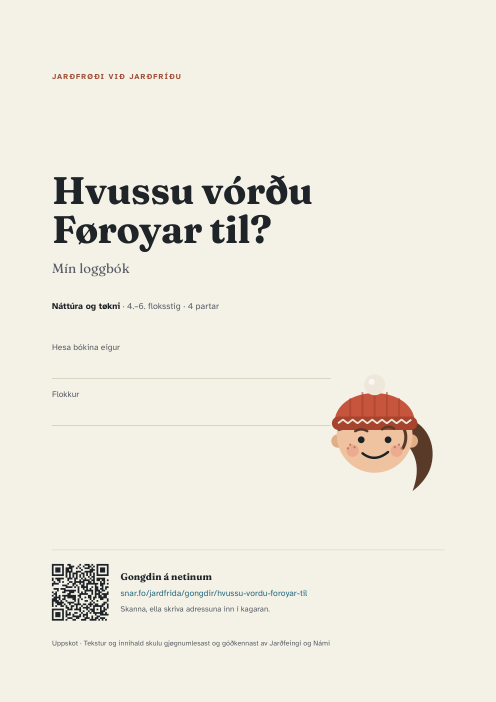 JARÐFRØÐI VIÐ JARÐFRÍÐU
Hvussu vórðu
Føroyar til?
Mín loggbók
Náttúra og tøkni · 4.–6. floksstig · 4 partar
Hesa bókina eigur
Flokkur
Gongdin á netinum
snar.fo/jardfrida/gongdir/hvussu-vordu-foroyar-til
Skanna, ella skriva adressuna inn í kagaran.
Uppskot · Tekstur og innihald skulu gjøgnumlesast og góðkennast av Jarðfeingi og Námi